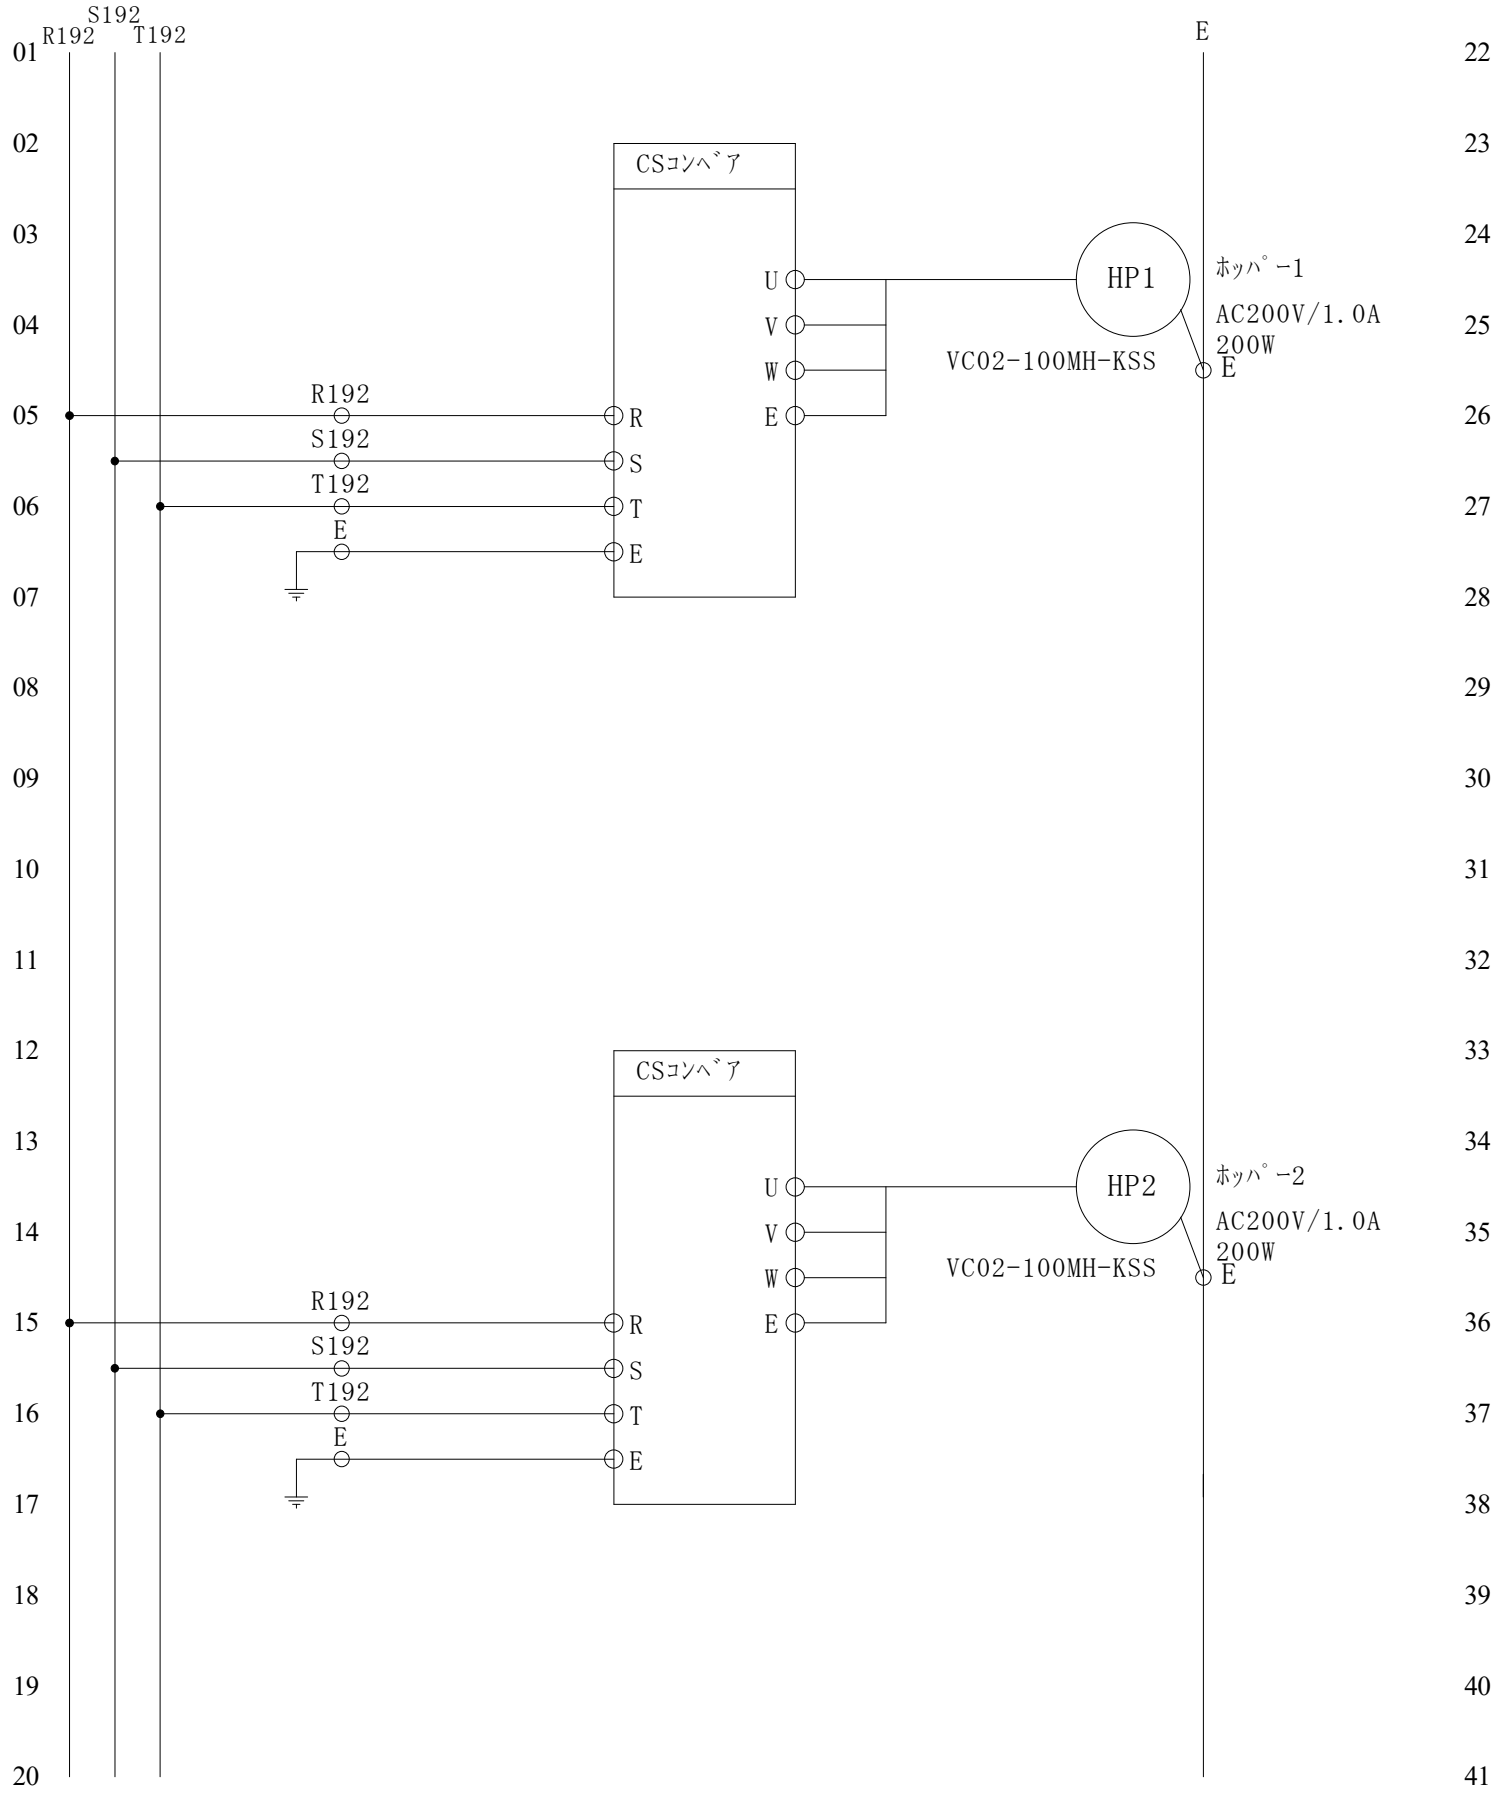 S192
R192
T192
E
01
22
02
23
CSコンベア
03
24
ホッパー1
U
HP1
AC200V/1.0A
04
V
25
200W
VC02-100MH-KSS
W
E
R192
05
R
E
26
S192
S
T192
06
T
27
E
E
07
28
08
29
09
30
10
31
11
32
12
33
CSコンベア
13
34
ホッパー2
U
HP2
AC200V/1.0A
14
V
35
200W
VC02-100MH-KSS
W
E
R192
15
R
E
36
S192
S
T192
16
T
37
E
E
17
38
18
39
19
40
20
41